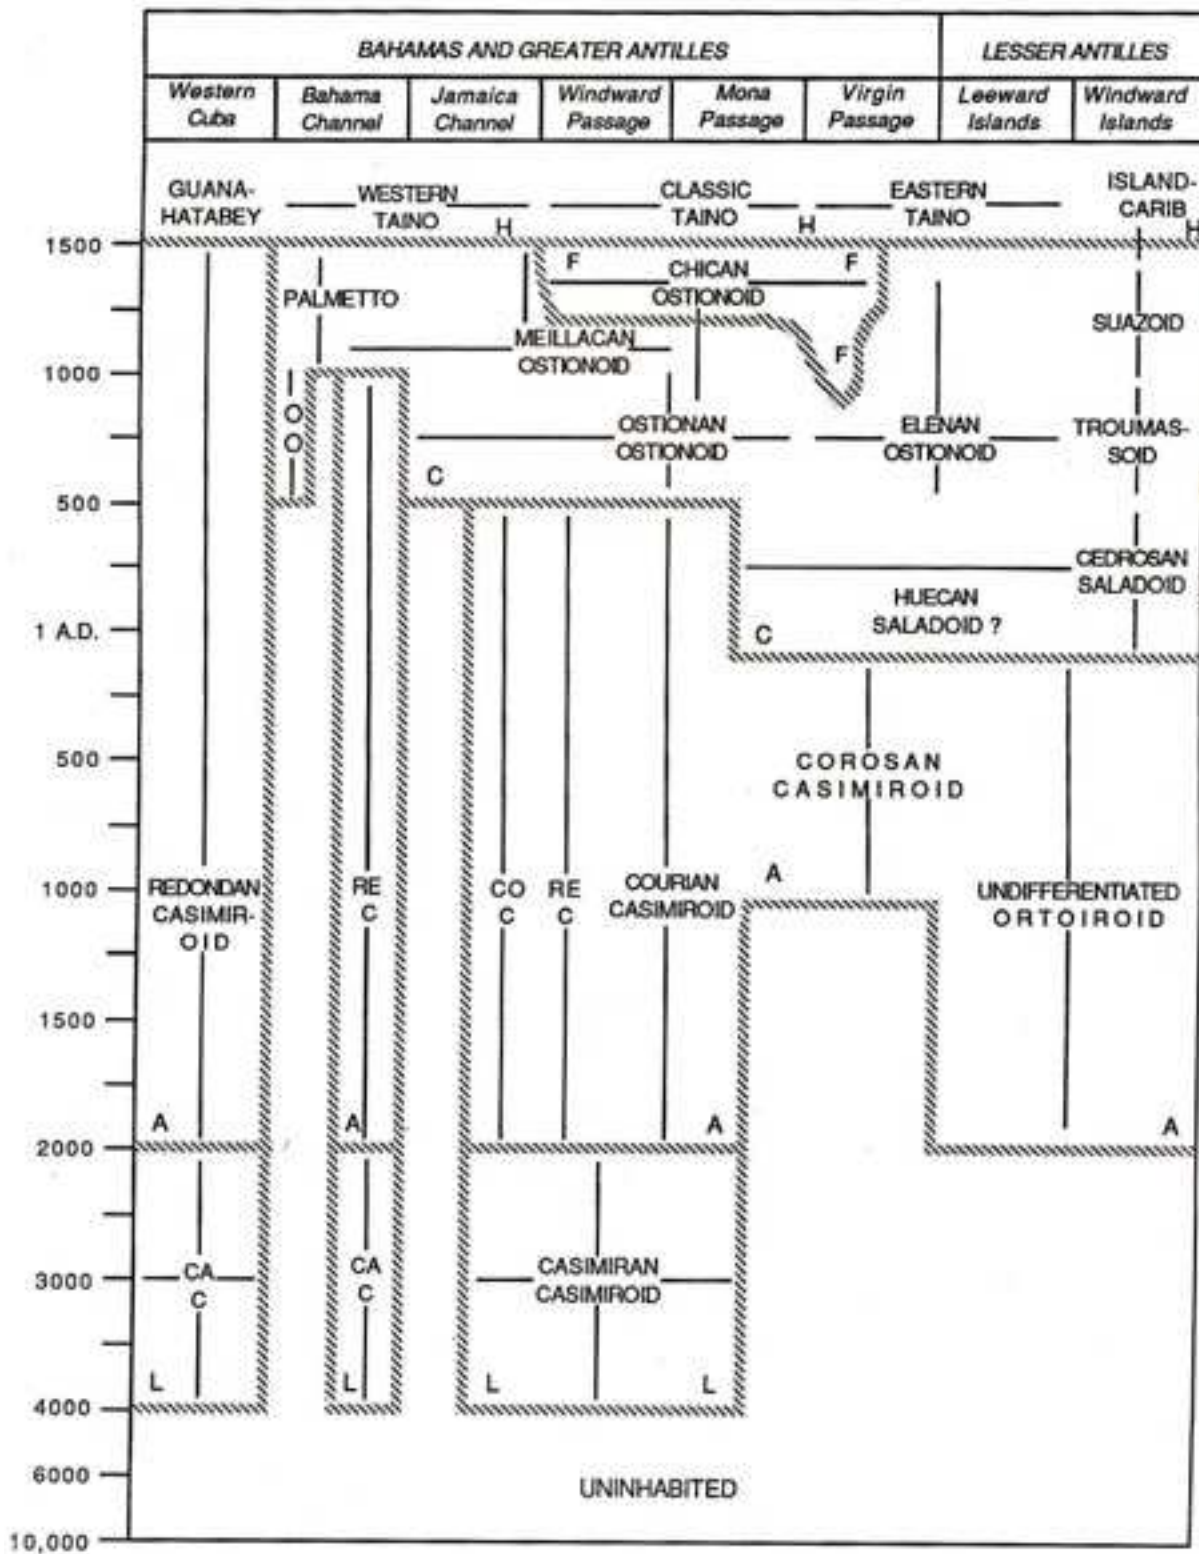 BAHAMAS AND GREATER ANTILLES
LESSER ANTILLES
Western
Cuba
Bahama
Channel
Jamaica
Channel
Windward
Passage
Mona
Passage
Virgin
Passage
Leeward
Islands
Windward
Islands
GUANA-
HATABEY
WESTERN
TAINO
H
CLASSIC
TAINO
H
EASTERN
TAINO
ISLAND-
CARIB
H
1500
F
CHICAN
OSTIONOID
F
PALMETTO
SUAZOID
MEILLACAN
OSTIONOID
F
1000
O
O
OSTIONAN
OSTIONOID
ELENAN
OSTIONOID
TROUMAS-
SOID
C
500
CEDROSAN
SALADOID
HUECAN
SALADOID ?
1 A.D.
C
500
COROSAN
CASIMIROID
A
1000
REDONDAN
CASIMIR-
OID
RE
C
CO
C
RE
C
COURIAN
CASIMIROID
UNDIFFERENTIATED
ORTOIROID
1500
A
A
A
A
2000
CA
C
CA
C
CASIMIRAN
CASIMIROID
3000
L
L
L
L
4000
6000
UNINHABITED
10,000